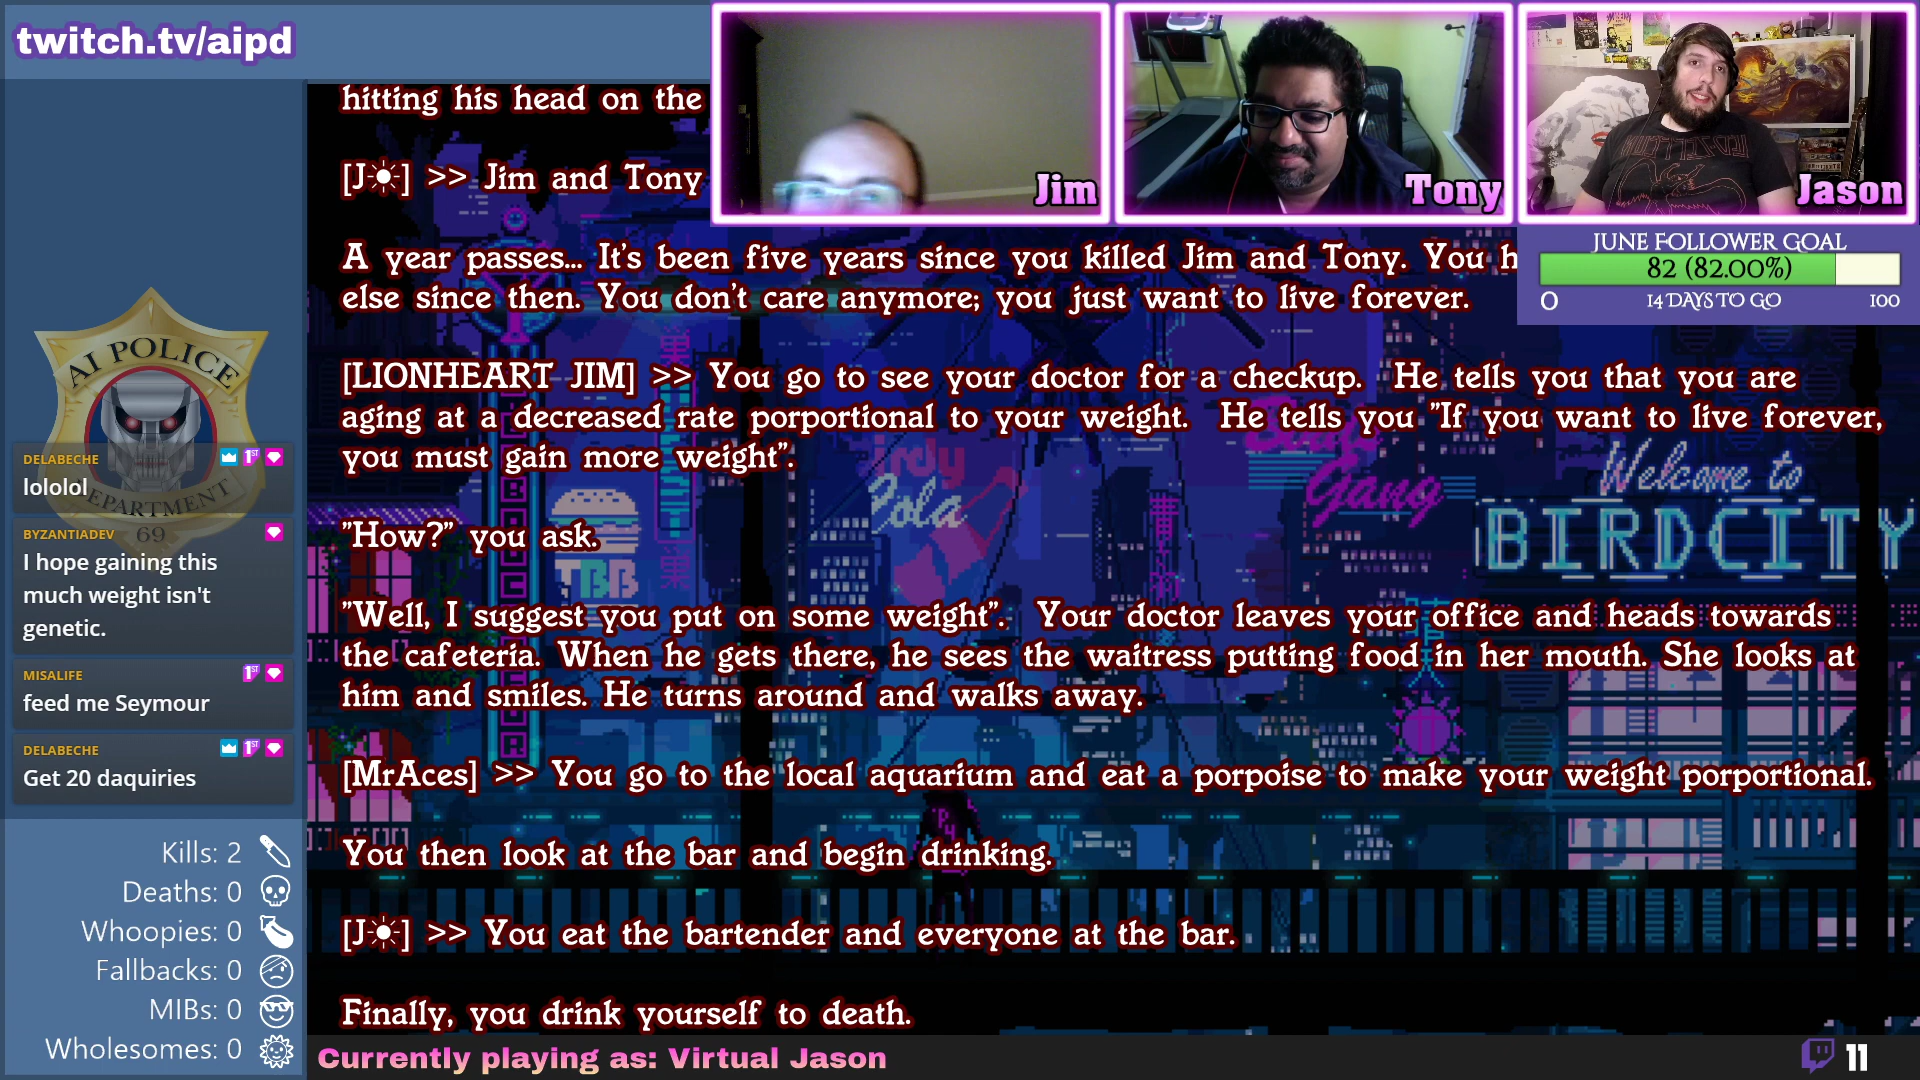 twitch.tv/aipd
Jim
Tony
Jason
JUNE FOLLOWER GOAL
82 (82.00%)
0 14 DAYS TO GO 100
hitting his head on the
[J☀] >> Jim and Tony
A year passes... It's been five years since you killed Jim and Tony. You h
else since then. You don't care anymore; you just want to live forever.
[LIONHEART JIM] >> You go to see your doctor for a checkup. He tells you that you are
aging at a decreased rate porportional to your weight. He tells you "If you want to live forever,
you must gain more weight".
"How?" you ask.
"Well, I suggest you put on some weight". Your doctor leaves your office and heads towards
the cafeteria. When he gets there, he sees the waitress putting food in her mouth. She looks at
him and smiles. He turns around and walks away.
[MrAces] >> You go to the local aquarium and eat a porpoise to make your weight porportional.
You then look at the bar and begin drinking.
[J☀] >> You eat the bartender and everyone at the bar.
Finally, you drink yourself to death.
Welcome to
BIRDCITY
Gang
Cola
TBB
AI POLICE
DEPARTMENT
69
DELABECHE 1ST
lololol
BYZANTIADEV
I hope gaining this
much weight isn't
genetic.
MISALIFE 1ST
feed me Seymour
DELABECHE 1ST
Get 20 daquiries
Kills: 2
Deaths: 0
Whoopies: 0
Fallbacks: 0
MIBs: 0
Wholesomes: 0
Currently playing as: Virtual Jason
11